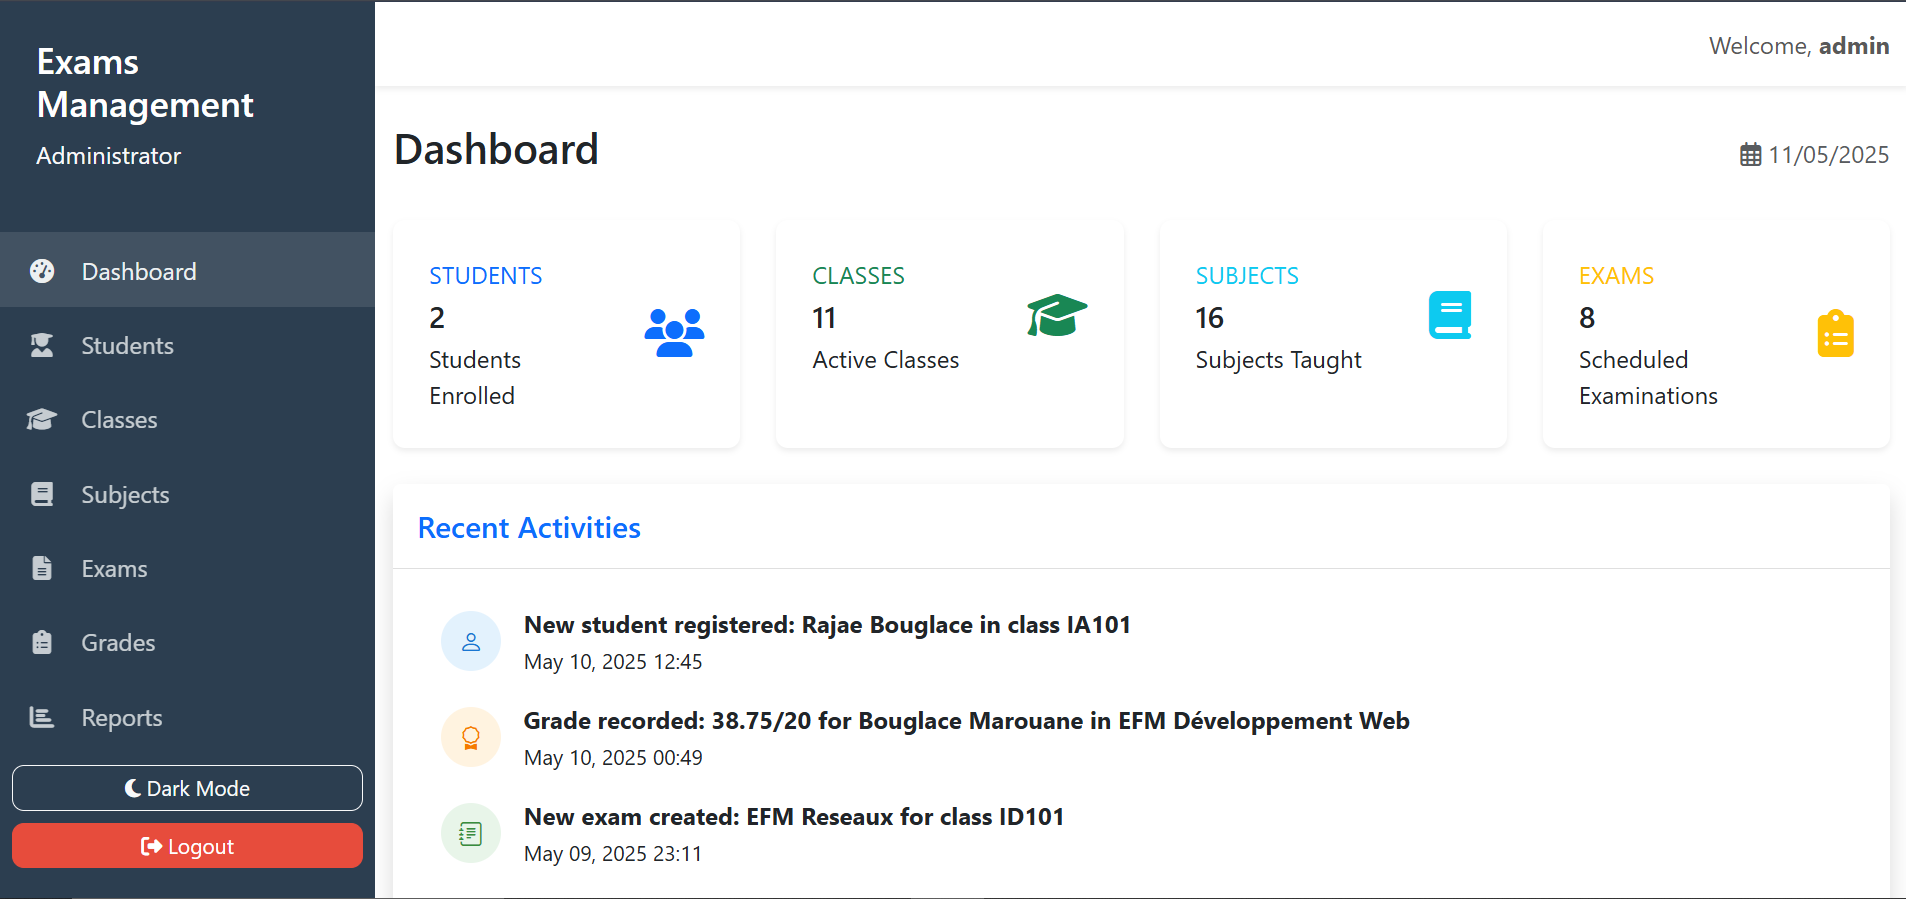 Exams
Management
Administrator
Dashboard
Students
Classes
Subjects
Exams
Grades
Reports
Dark Mode
Logout
Welcome, admin
Dashboard
11/05/2025
STUDENTS
2
Students
Enrolled
CLASSES
11
Active Classes
SUBJECTS
16
Subjects Taught
EXAMS
8
Scheduled
Examinations
Recent Activities
New student registered: Rajae Bouglace in class IA101
May 10, 2025 12:45
Grade recorded: 38.75/20 for Bouglace Marouane in EFM Développement Web
May 10, 2025 00:49
New exam created: EFM Reseaux for class ID101
May 09, 2025 23:11